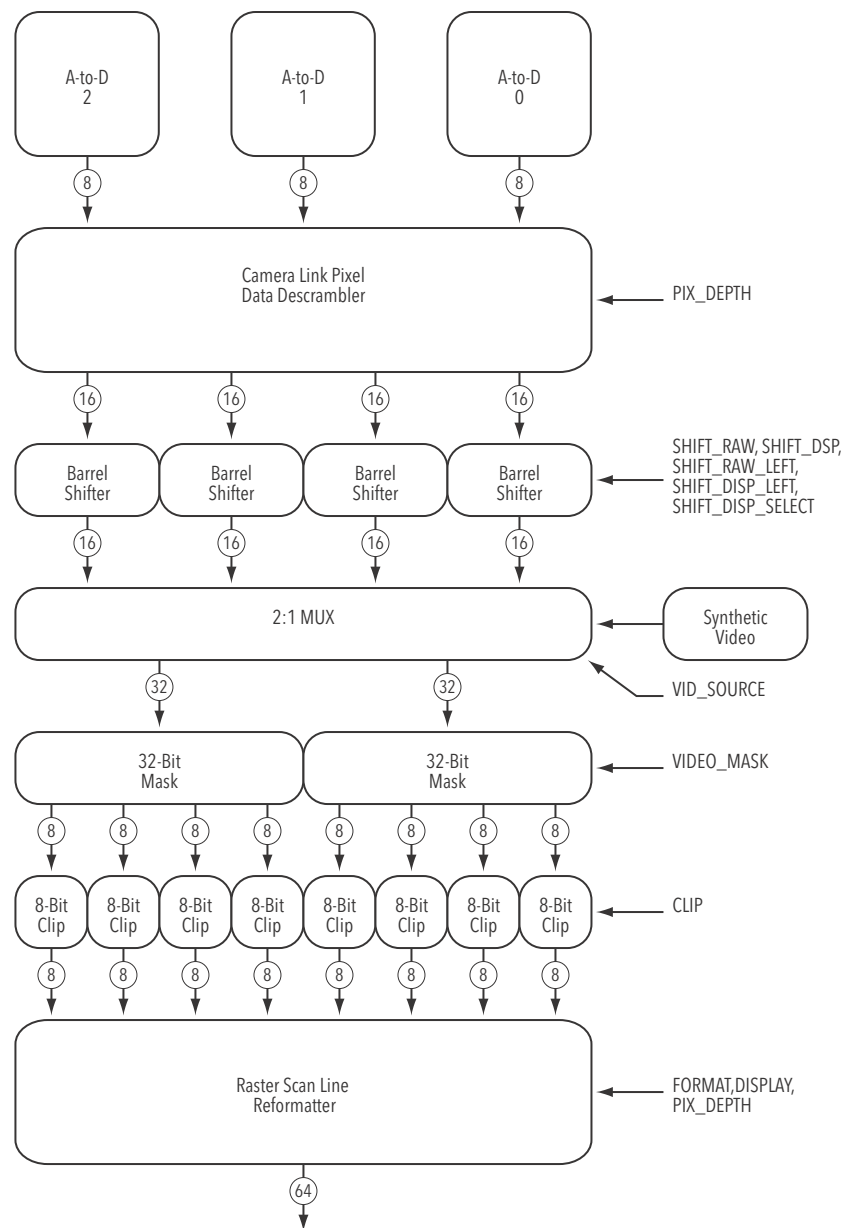 A-to-D
2
A-to-D
1
A-to-D
0
8
8
8
Camera Link Pixel
Data Descrambler
PIX_DEPTH
16
16
16
16
Barrel
Shifter
Barrel
Shifter
Barrel
Shifter
Barrel
Shifter
SHIFT_RAW, SHIFT_DSP,
SHIFT_RAW_LEFT,
SHIFT_DISP_LEFT,
SHIFT_DISP_SELECT
16
16
16
16
2:1 MUX
Synthetic
Video
VID_SOURCE
32
32
32-Bit
Mask
32-Bit
Mask
VIDEO_MASK
8
8
8
8
8
8
8
8
8-Bit
Clip
8-Bit
Clip
8-Bit
Clip
8-Bit
Clip
8-Bit
Clip
8-Bit
Clip
8-Bit
Clip
8-Bit
Clip
CLIP
8
8
8
8
8
8
8
8
Raster Scan Line
Reformatter
FORMAT,DISPLAY,
PIX_DEPTH
64